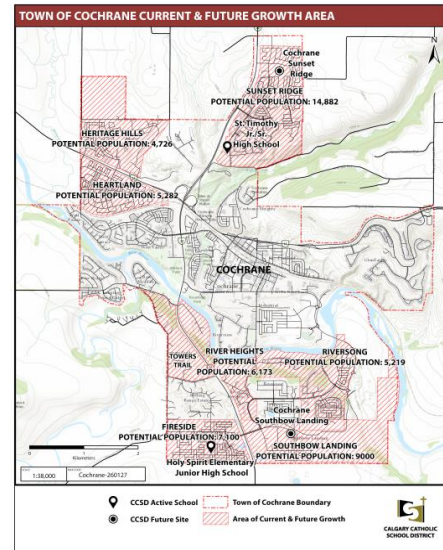 TOWN OF COCHRANE CURRENT & FUTURE GROWTH AREA
N
Cochrane
Sunset
Ridge
SUNSET RIDGE
POTENTIAL POPULATION: 14,882
St. Timothy
Jr./Sr.
High School
HERITAGE HILLS
POTENTIAL POPULATION: 4,726
HEARTLAND
POTENTIAL POPULATION: 5,282
COCHRANE
TOWERS
TRAIL
RIVER HEIGHTS
POTENTIAL
POPULATION:
6,173
RIVERSONG
POPULATION: 5,219
FIRESIDE
POTENTIAL POPULATION: 7,100
Cochrane
Southbow Landing
SOUTHBOW LANDING
POTENTIAL POPULATION: 9000
Holy Spirit Elementary
Junior High School
Kilometers
1:38,000
Cochrane-260127
CCSD Active School
CCSD Future Site
Town of Cochrane Boundary
Area of Current & Future Growth
CALGARY CATHOLIC
SCHOOL DISTRICT